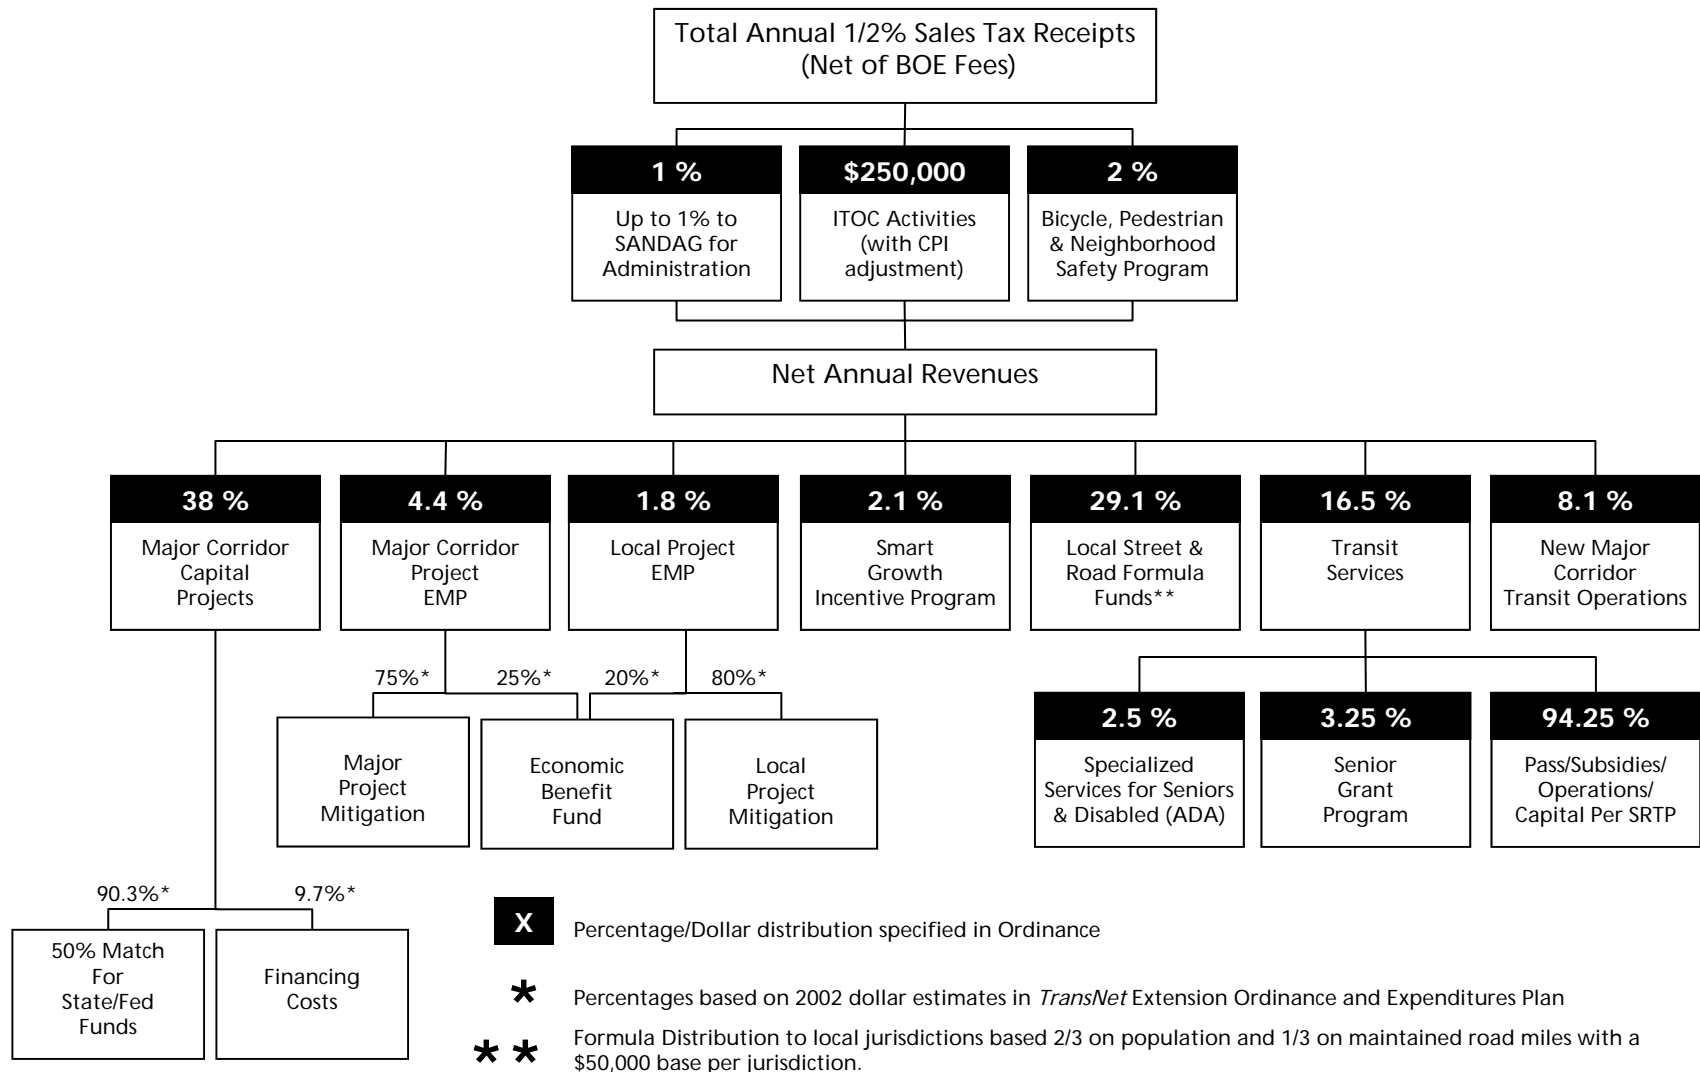 Total Annual 1/2% Sales Tax Receipts
(Net of BOE Fees)
1 %
Up to 1% to
SANDAG for
Administration
$250,000
ITOC Activities
(with CPI
adjustment)
2 %
Bicycle, Pedestrian
& Neighborhood
Safety Program
Net Annual Revenues
38 %
Major Corridor
Capital
Projects
4.4 %
Major Corridor
Project
EMP
1.8 %
Local Project
EMP
2.1 %
Smart
Growth
Incentive Program
29.1 %
Local Street &
Road Formula
Funds**
16.5 %
Transit
Services
8.1 %
New Major
Corridor
Transit Operations
75%*
25%*
20%*
80%*
Major
Project
Mitigation
Economic
Benefit
Fund
Local
Project
Mitigation
2.5 %
Specialized
Services for Seniors
& Disabled (ADA)
3.25 %
Senior
Grant
Program
94.25 %
Pass/Subsidies/
Operations/
Capital Per SRTP
90.3%*
9.7%*
50% Match
For
State/Fed
Funds
Financing
Costs
X Percentage/Dollar distribution specified in Ordinance
* Percentages based on 2002 dollar estimates in TransNet Extension Ordinance and Expenditures Plan
** Formula Distribution to local jurisdictions based 2/3 on population and 1/3 on maintained road miles with a
$50,000 base per jurisdiction.